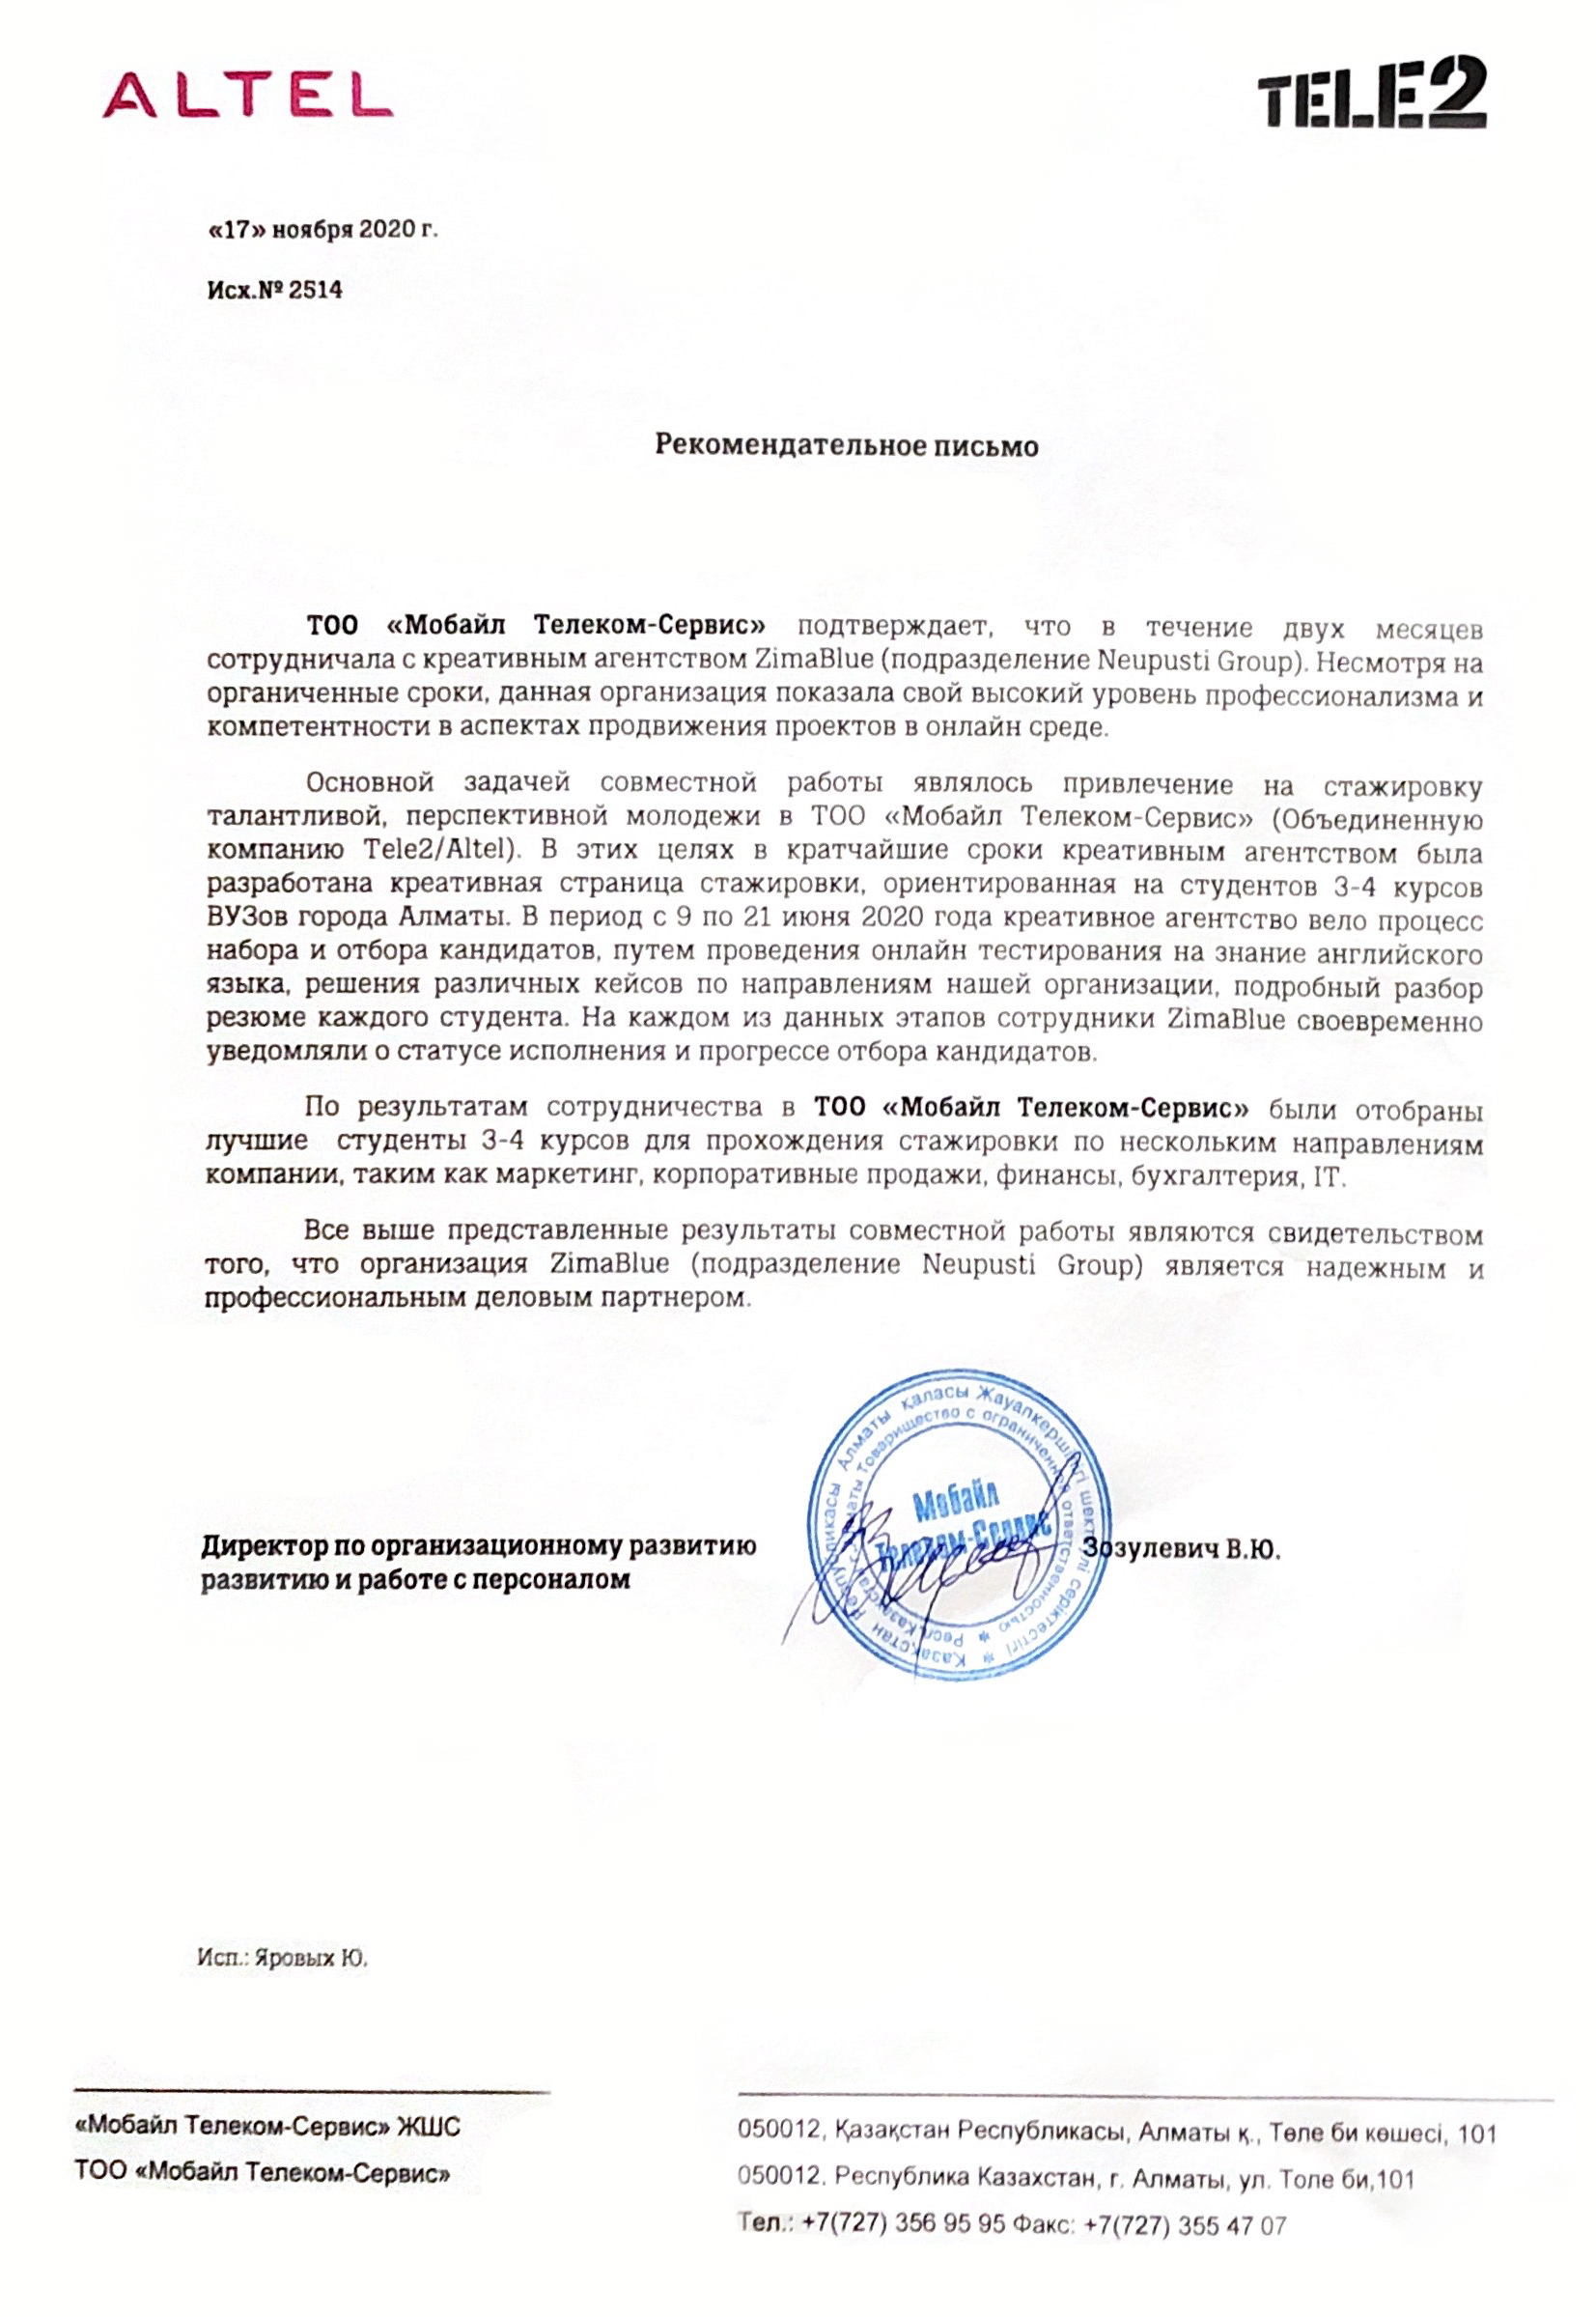 ALTEL
TELE2
«17» ноября 2020 г.
Исх.№ 2514
Рекомендательное письмо
ТОО «Мобайл Телеком-Сервис» подтверждает, что в течение двух месяцев
сотрудничала с креативным агентством ZimaBlue (подразделение Neupusti Group). Несмотря на
органиченные сроки, данная организация показала свой высокий уровень профессионализма и
компетентности в аспектах продвижения проектов в онлайн среде.
Основной задачей совместной работы являлось привлечение на стажировку
талантливой, перспективной молодежи в ТОО «Мобайл Телеком-Сервис» (Объединенную
компанию Tele2/Altel). В этих целях в кратчайшие сроки креативным агентством была
разработана креативная страница стажировки, ориентированная на студентов 3-4 курсов
ВУЗов города Алматы. В период с 9 по 21 июня 2020 года креативное агентство вело процесс
набора и отбора кандидатов, путем проведения онлайн тестирования на знание английского
языка, решения различных кейсов по направлениям нашей организации, подробный разбор
резюме каждого студента. На каждом из данных этапов сотрудники ZimaBlue своевременно
уведомляли о статусе исполнения и прогрессе отбора кандидатов.
По результатам сотрудничества в ТОО «Мобайл Телеком-Сервис» были отобраны
лучшие студенты 3-4 курсов для прохождения стажировки по нескольким направлениям
компании, таким как маркетинг, корпоративные продажи, финансы, бухгалтерия, IT.
Все выше представленные результаты совместной работы являются свидетельством
того, что организация ZimaBlue (подразделение Neupusti Group) является надежным и
профессиональным деловым партнером.
Қазақстан Республикасы Алматы қаласы Жауапкершілігі шектеулі серіктестігі
Товарищество с ограниченной ответственностью
Мобайл
Телеком-Сервис
Директор по организационному развитию
развитию и работе с персоналом
Зозулевич В.Ю.
Исп.: Яровых Ю.
«Мобайл Телеком-Сервис» ЖШС
ТОО «Мобайл Телеком-Сервис»
050012, Қазақстан Республикасы, Алматы қ., Төле би көшесі, 101
050012, Республика Казахстан, г. Алматы, ул. Толе би,101
Тел.: +7(727) 356 95 95 Факс: +7(727) 355 47 07